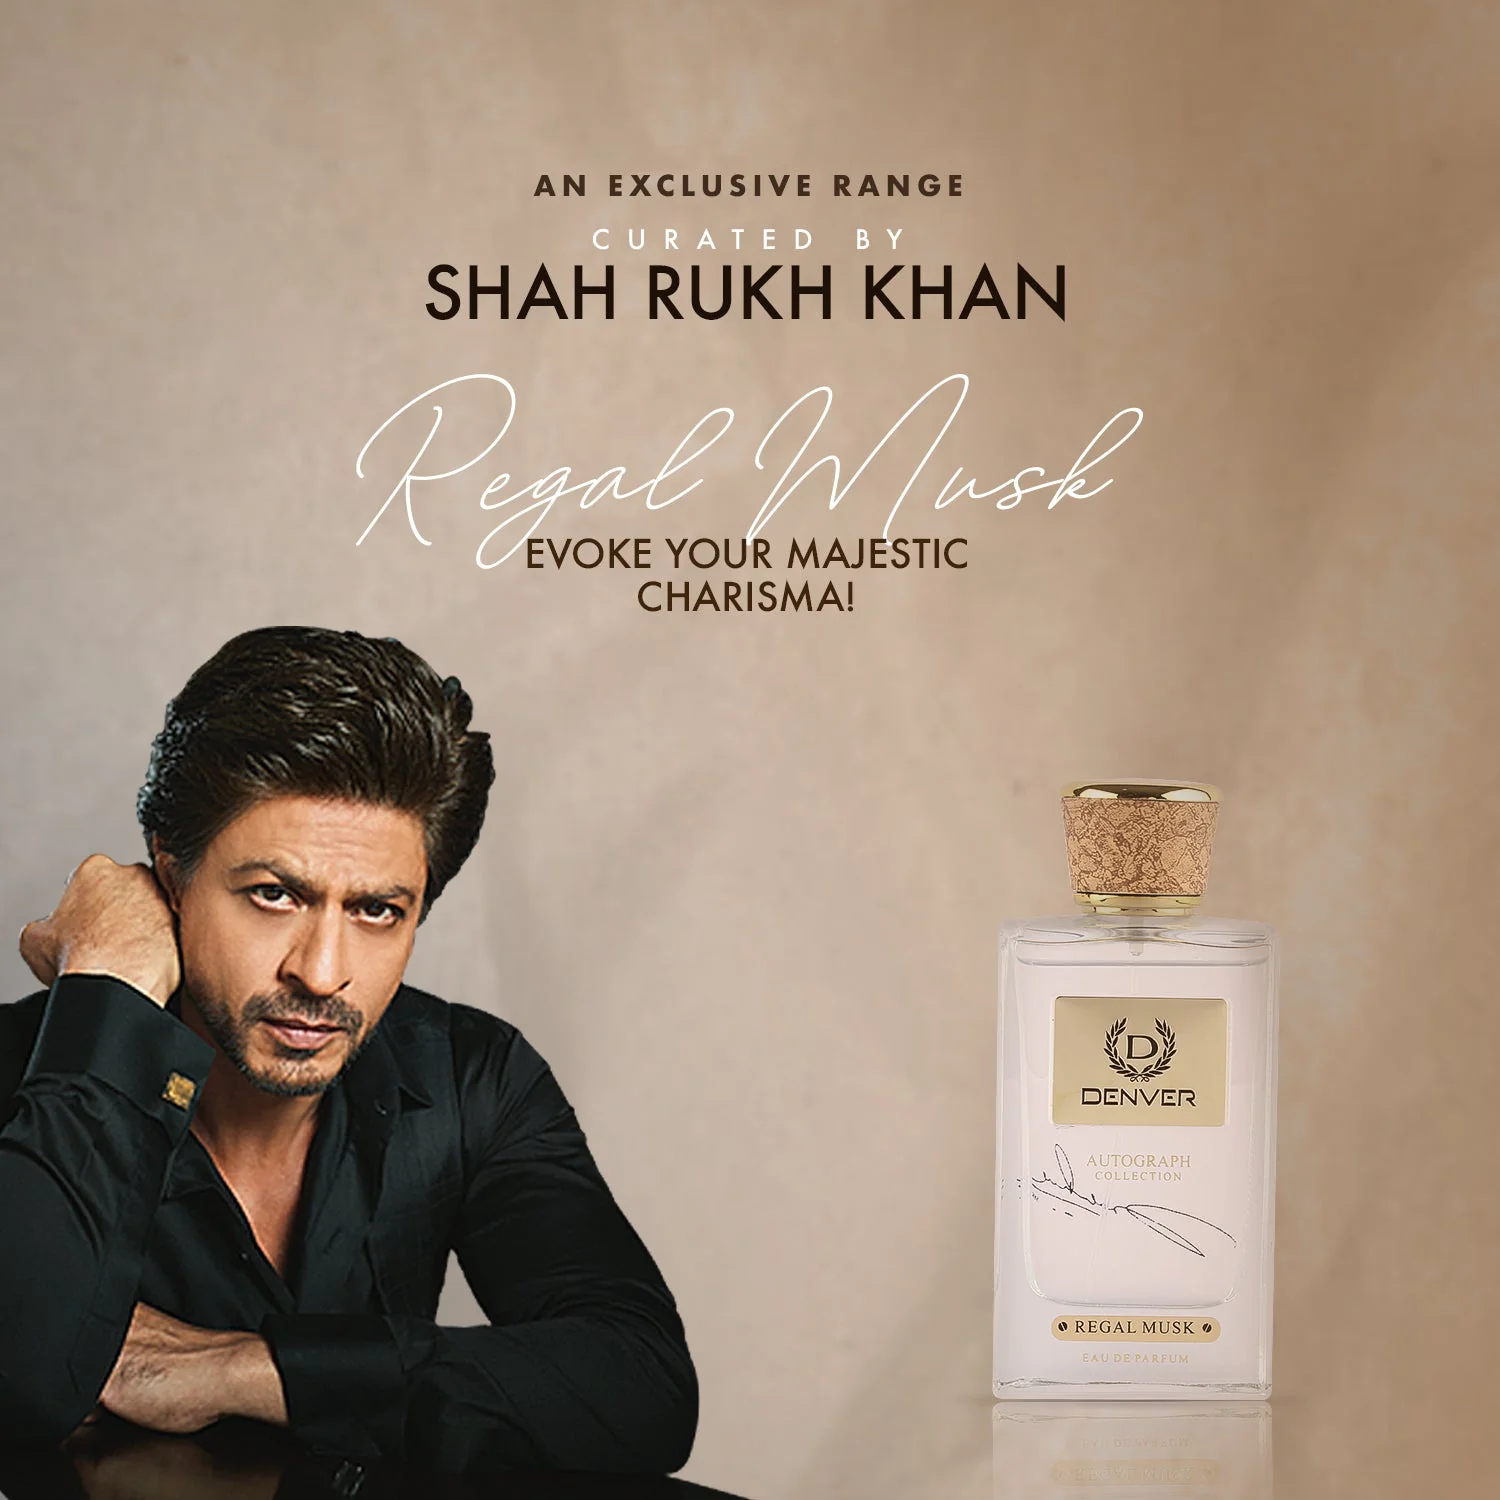 AN EXCLUSIVE RANGE
CURATED BY
SHAH RUKH KHAN
Regal Musk
EVOKE YOUR MAJESTIC
CHARISMA!
D
DENVER
AUTOGRAPH
COLLECTION
REGAL MUSK
EAU DE PARFUM